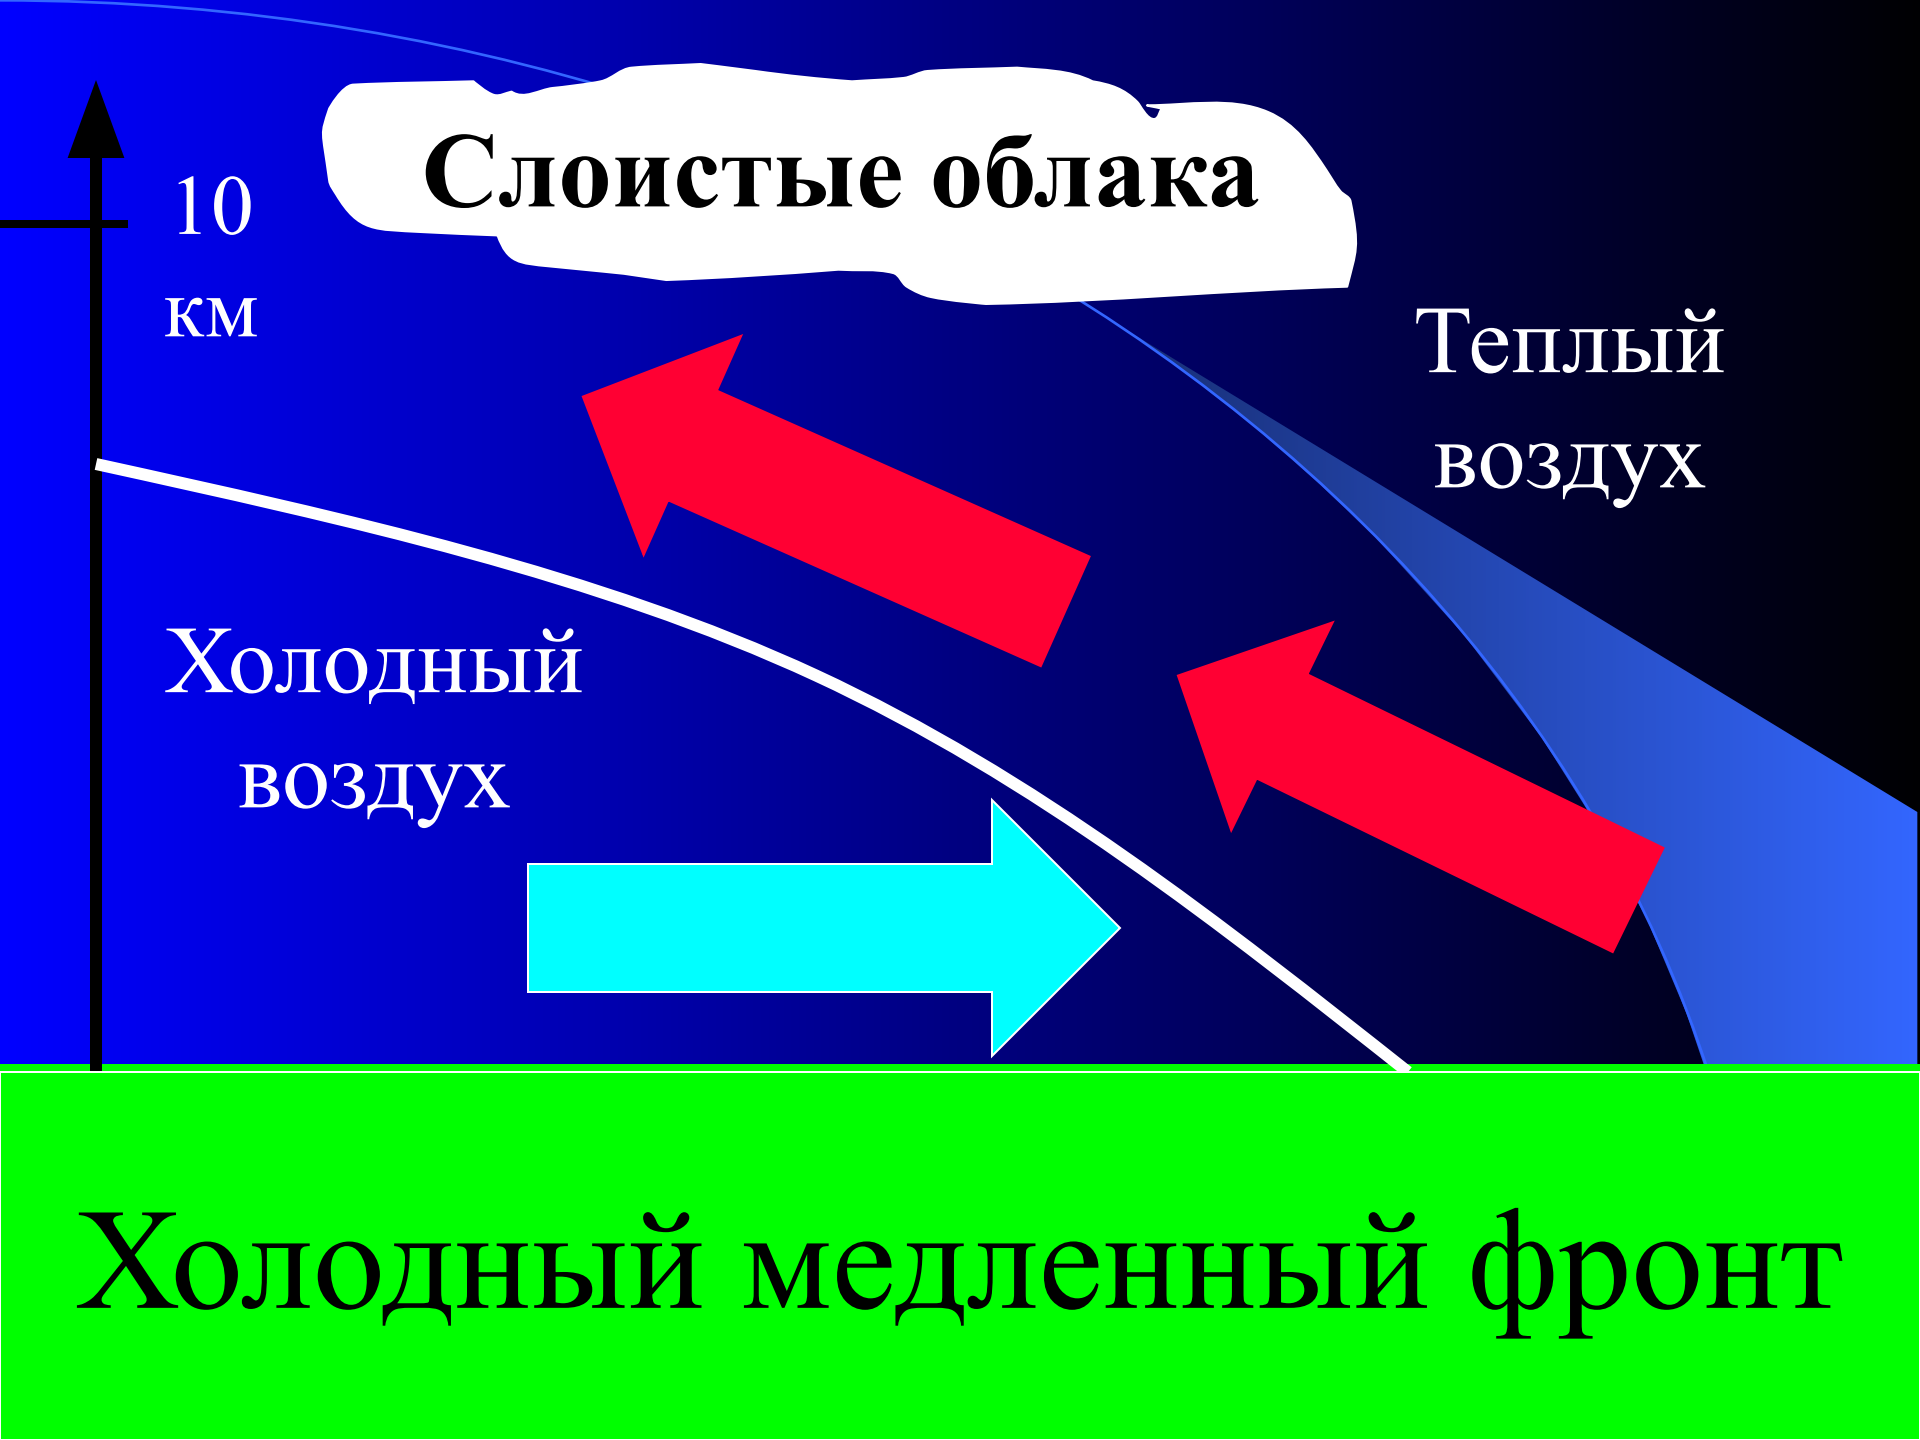 Слоистые облака
10
км
Теплый
воздух
Холодный
воздух
Холодный медленный фронт